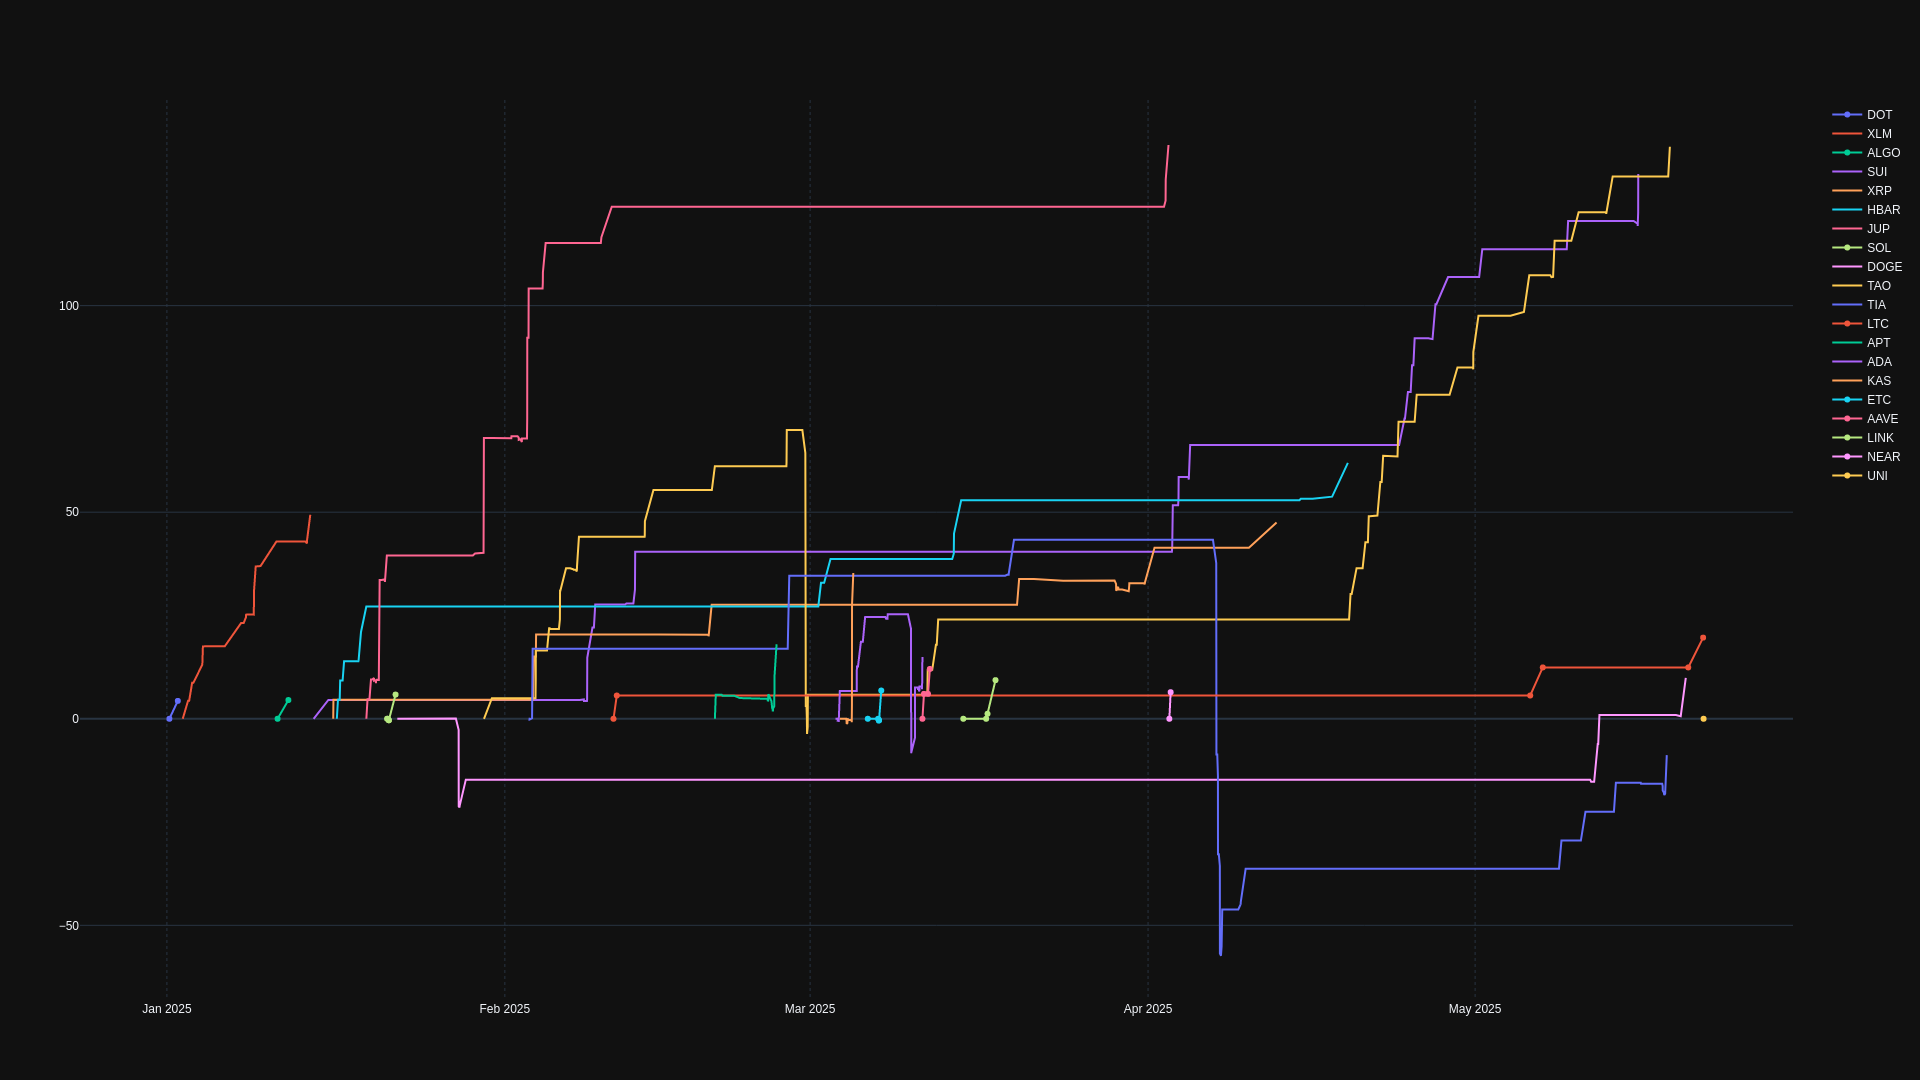 100
50
0
−50
Jan 2025
Feb 2025
Mar 2025
Apr 2025
May 2025
DOT
XLM
ALGO
SUI
XRP
HBAR
JUP
SOL
DOGE
TAO
TIA
LTC
APT
ADA
KAS
ETC
AAVE
LINK
NEAR
UNI